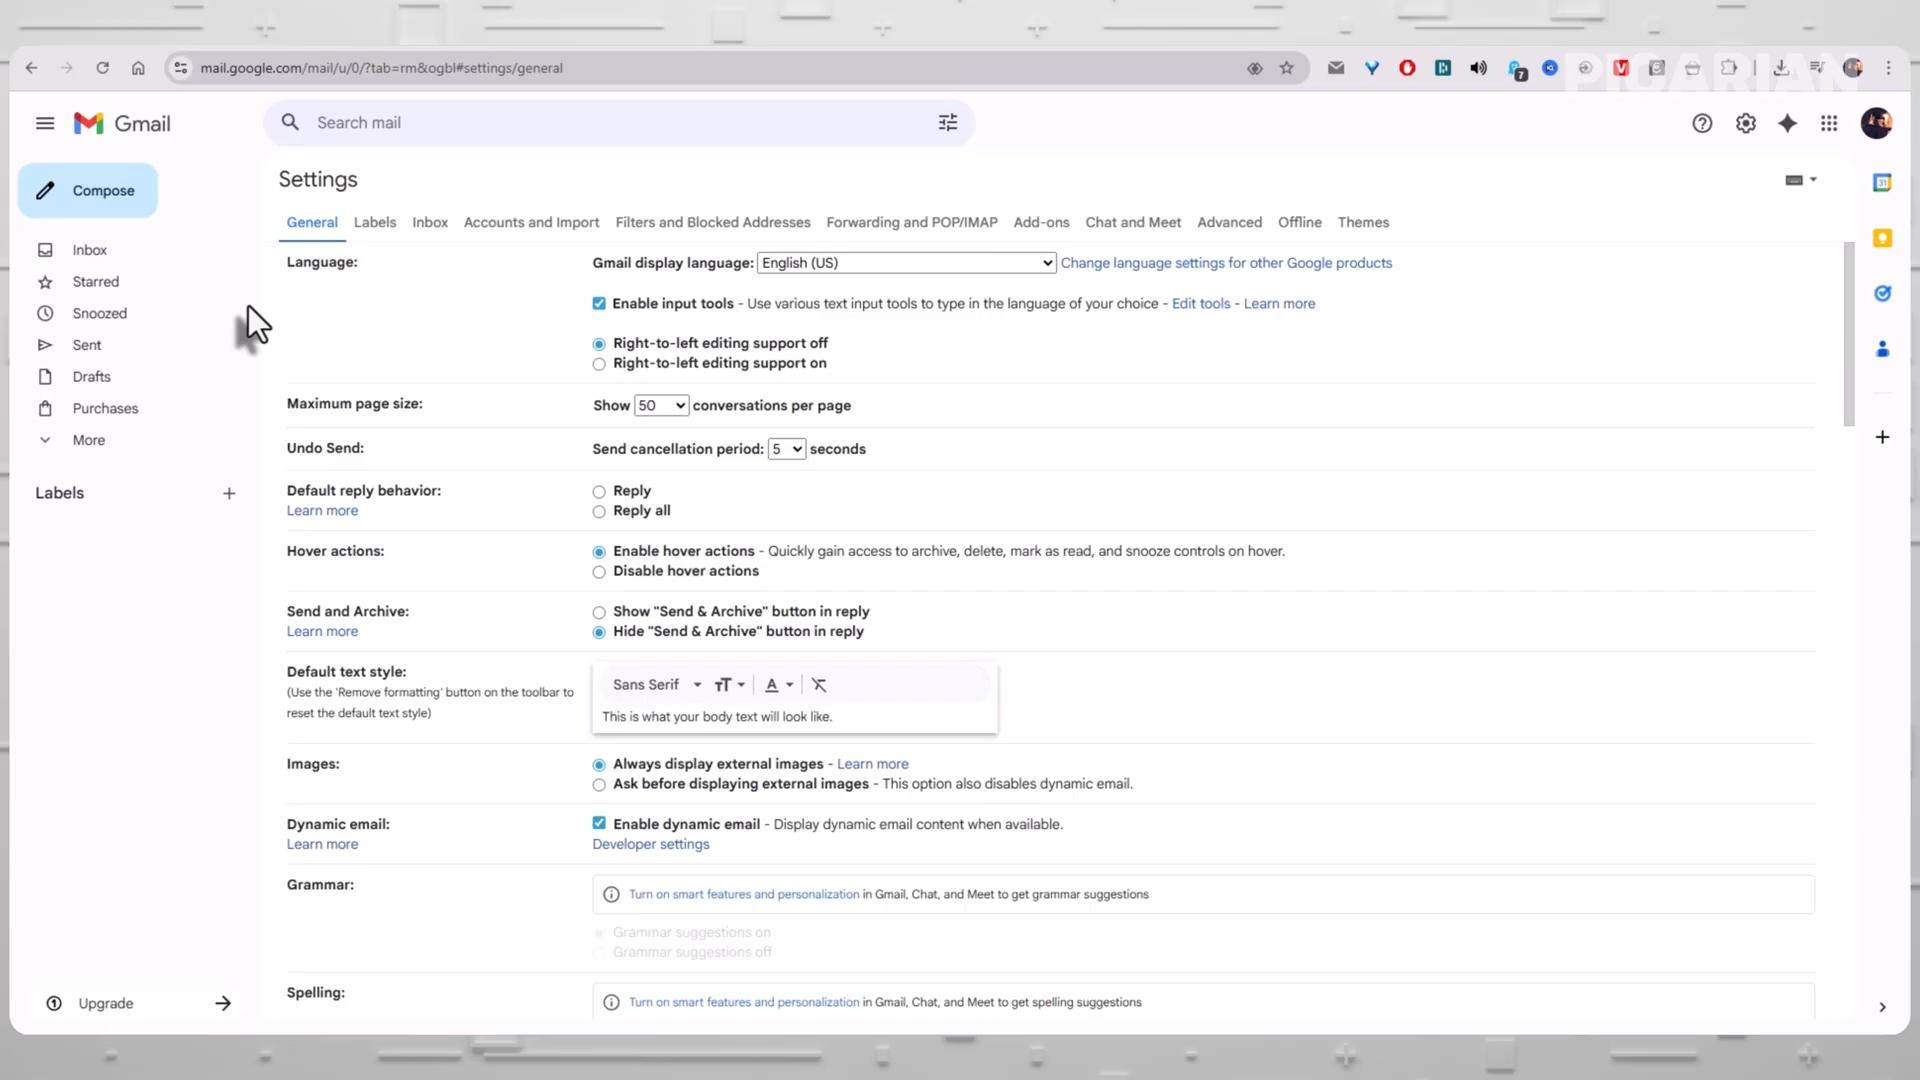 mail.google.com/mail/u/0/?tab=rm&ogbl#settings/general
7
PIGARIAN
Gmail
Search mail
Compose
Settings
31
General Labels Inbox Accounts and Import Filters and Blocked Addresses Forwarding and POP/IMAP Add-ons Chat and Meet Advanced Offline Themes
Inbox
Starred
Snoozed
Sent
Drafts
Purchases
More
Labels
Language:
Gmail display language: English (US) Change language settings for other Google products
Enable input tools - Use various text input tools to type in the language of your choice - Edit tools - Learn more
Right-to-left editing support off
Right-to-left editing support on
Maximum page size:
Show 50 conversations per page
Undo Send:
Send cancellation period: 5 seconds
Default reply behavior:
Learn more
Reply
Reply all
Hover actions:
Enable hover actions - Quickly gain access to archive, delete, mark as read, and snooze controls on hover.
Disable hover actions
Send and Archive:
Learn more
Show "Send & Archive" button in reply
Hide "Send & Archive" button in reply
Default text style:
(Use the 'Remove formatting' button on the toolbar to
reset the default text style)
Sans Serif
This is what your body text will look like.
Images:
Always display external images - Learn more
Ask before displaying external images - This option also disables dynamic email.
Dynamic email:
Learn more
Enable dynamic email - Display dynamic email content when available.
Developer settings
Grammar:
Turn on smart features and personalization in Gmail, Chat, and Meet to get grammar suggestions
Grammar suggestions on
Grammar suggestions off
Spelling:
Turn on smart features and personalization in Gmail, Chat, and Meet to get spelling suggestions
Upgrade